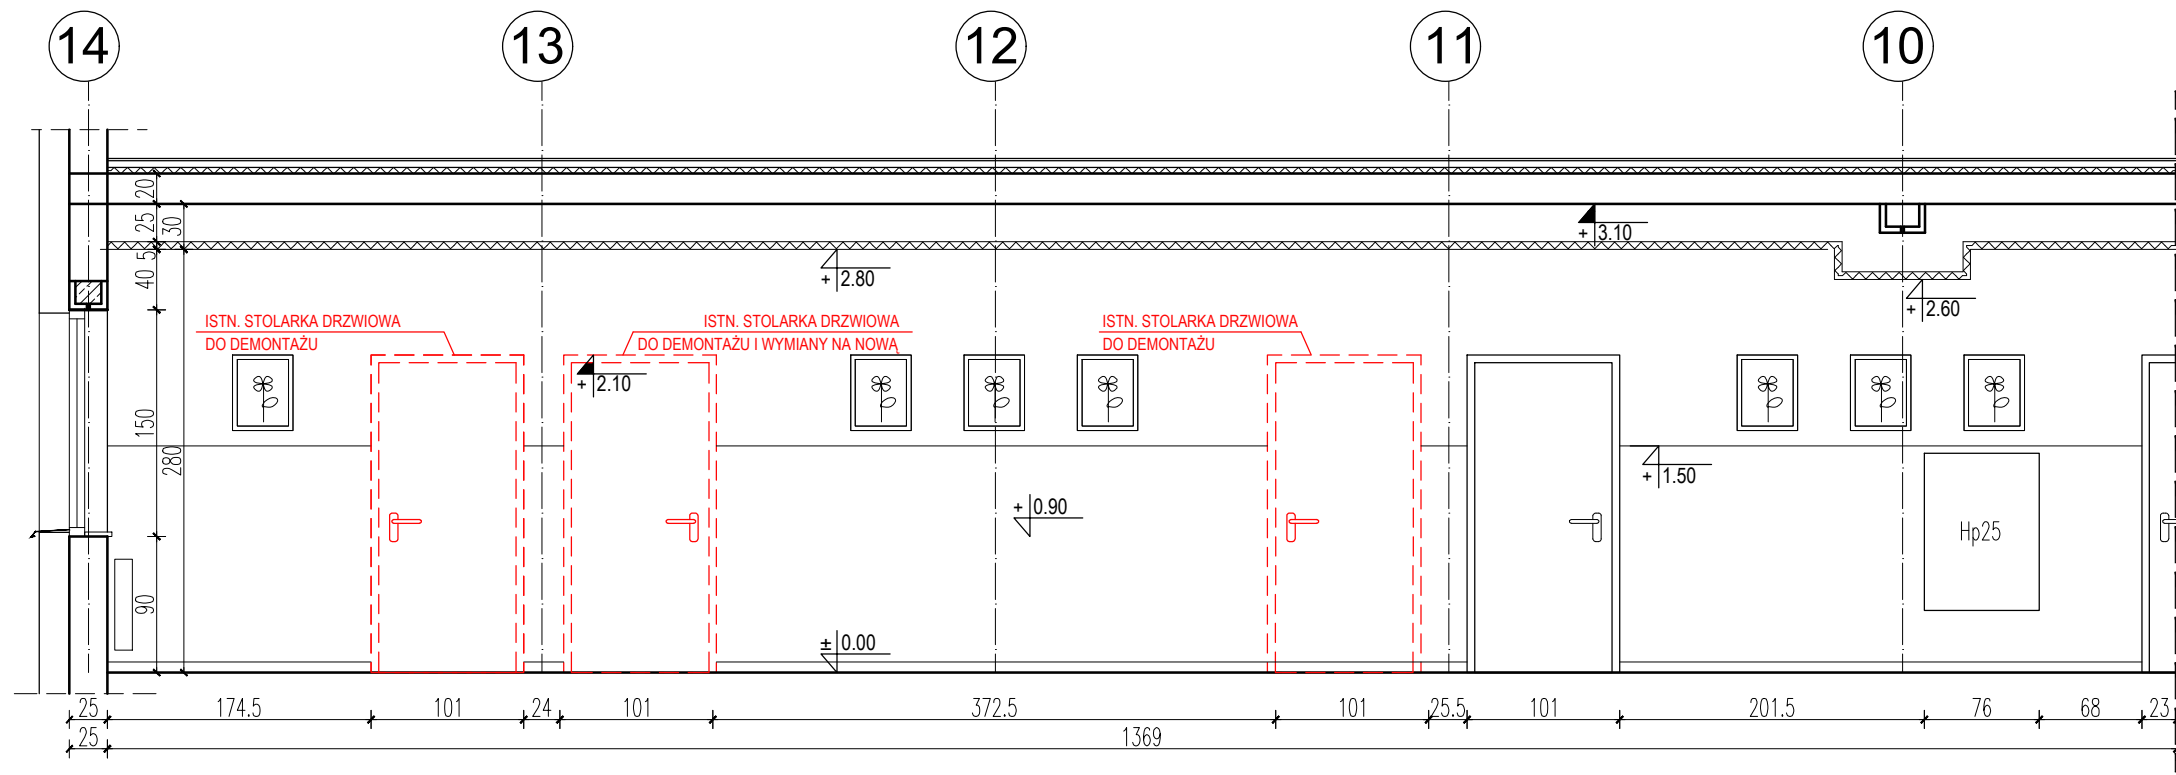 14 13 12 11 10
20
25 30
5
40
+ 3.10
+ 2.80
+ 2.60
ISTN. STOLARKA DRZWIOWA
DO DEMONTAŻU
ISTN. STOLARKA DRZWIOWA
DO DEMONTAŻU I WYMIANY NA NOWĄ
ISTN. STOLARKA DRZWIOWA
DO DEMONTAŻU
+ 2.10
150
280
+ 1.50
+ 0.90
Hp25
90
± 0.00
25 174.5 101 24 101 372.5 101 25.5 101 201.5 76 68 23
25 1369